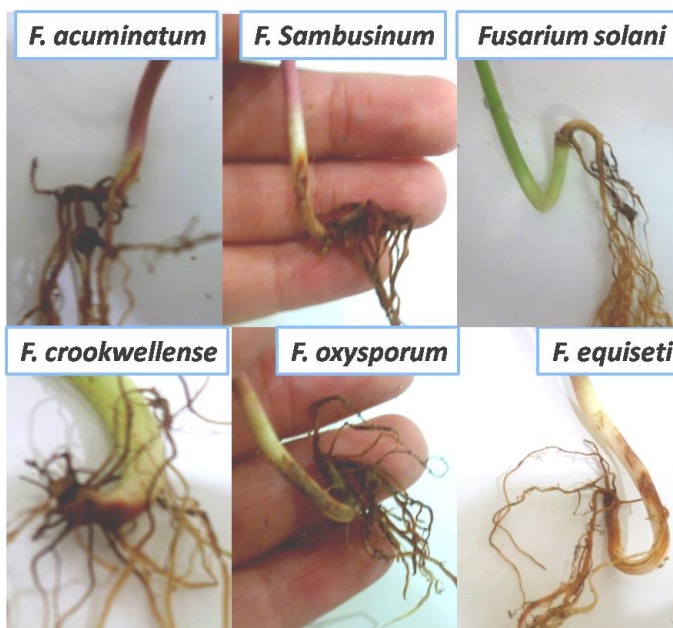 F. acuminatum
F. Sambusinum
Fusarium solani
F. crookwellense
F. oxysporum
F. equiseti